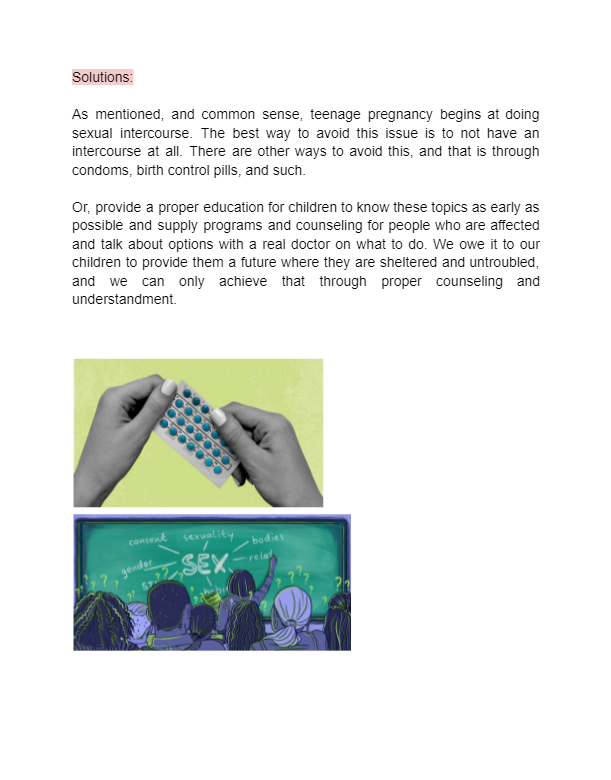 Solutions:
As mentioned, and common sense, teenage pregnancy begins at doing
sexual intercourse. The best way to avoid this issue is to not have an
intercourse at all. There are other ways to avoid this, and that is through
condoms, birth control pills, and such.
Or, provide a proper education for children to know these topics as early as
possible and supply programs and counseling for people who are affected
and talk about options with a real doctor on what to do. We owe it to our
children to provide them a future where they are sheltered and untroubled,
and we can only achieve that through proper counseling and
understandment.
consent sexuality bodies
gender SEX relat
? ? ? ? ? ? ? ? ?